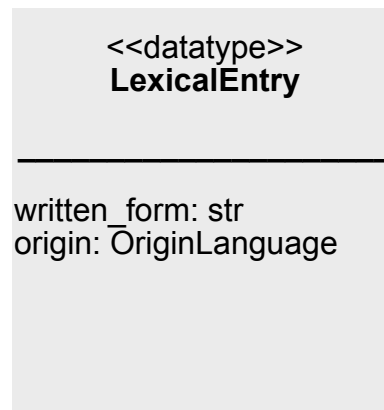 <<datatype>>
LexicalEntry
written_form: str
origin: OriginLanguage